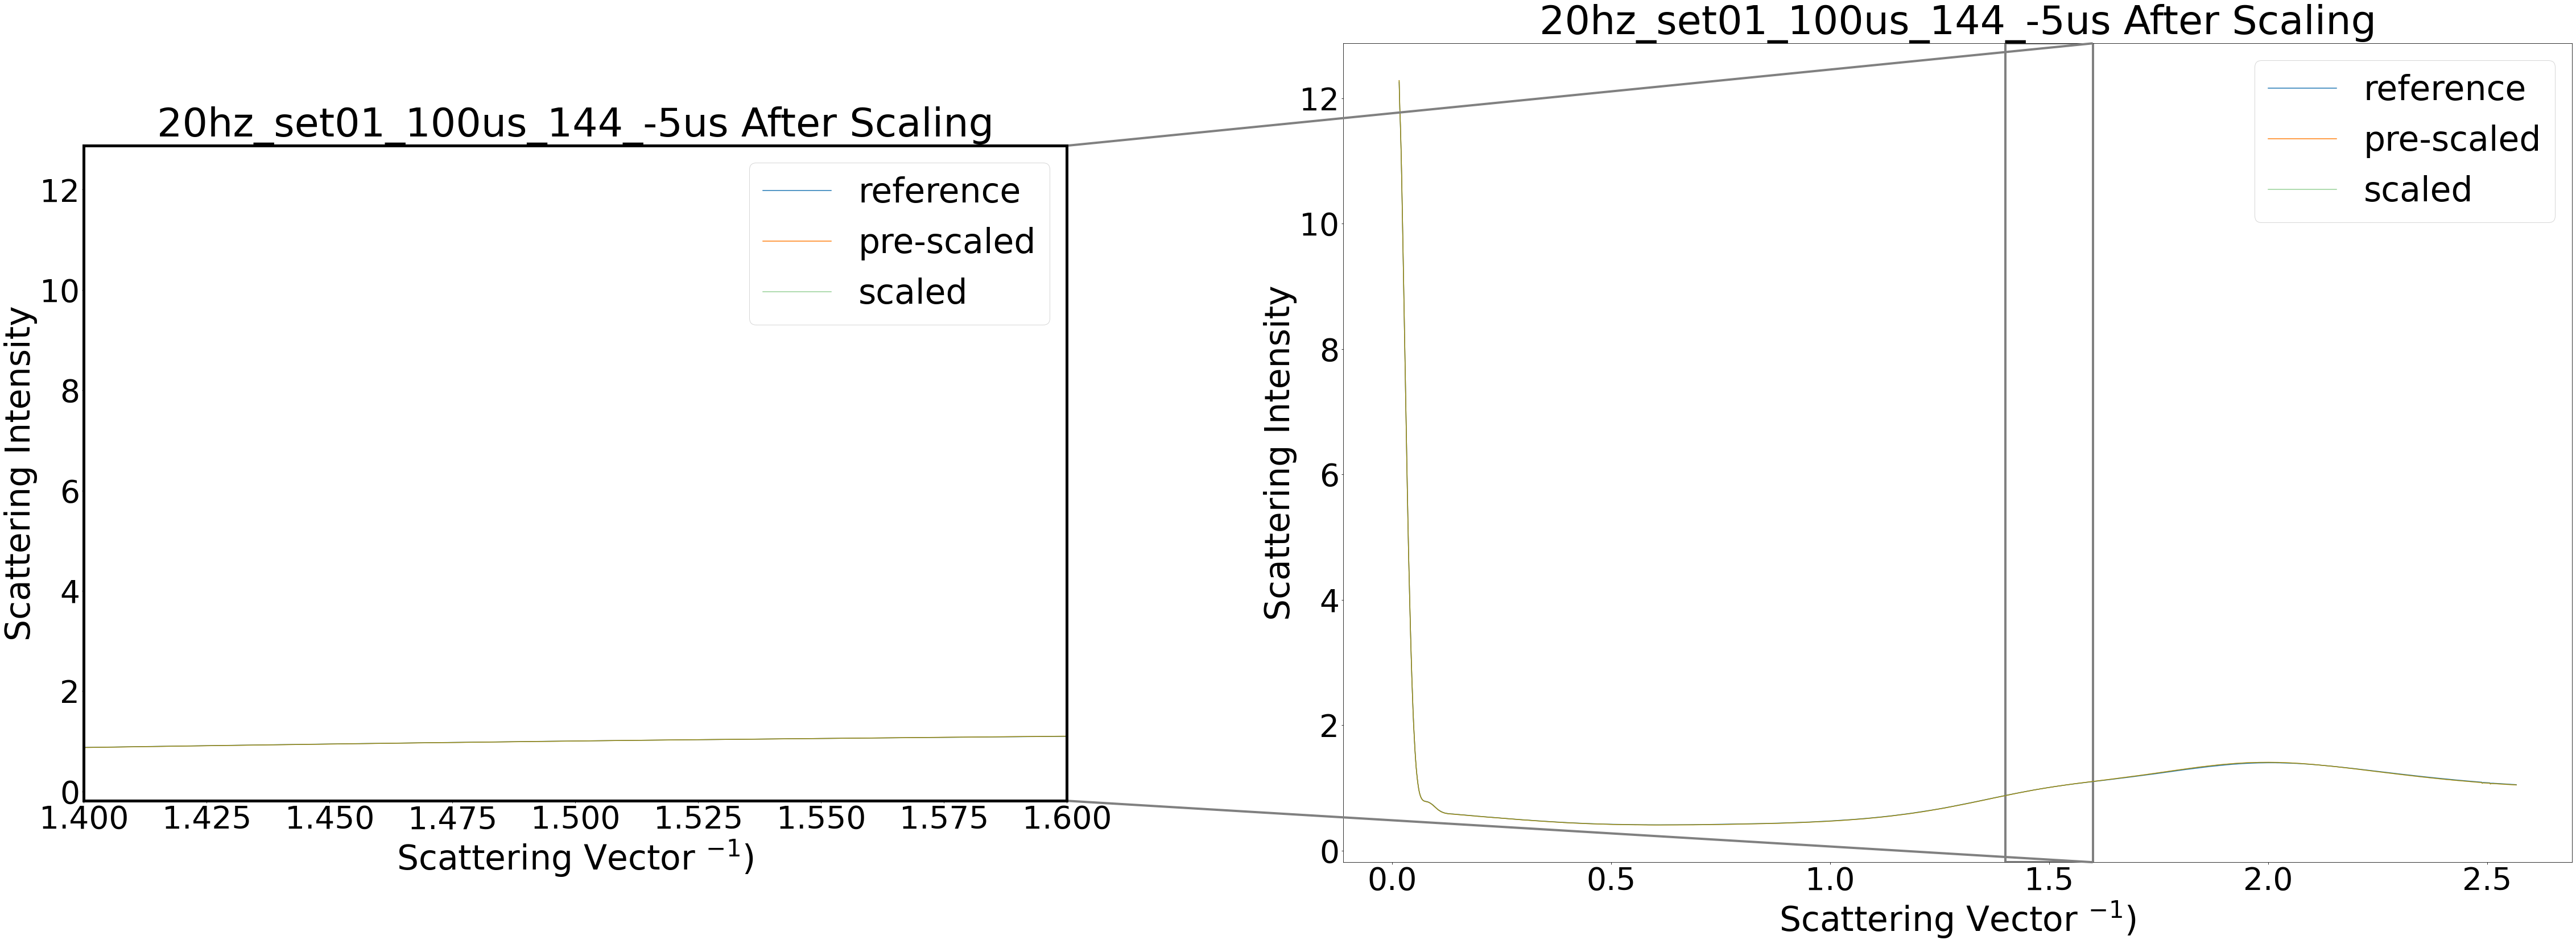 20hz_set01_100us_144_-5us After Scaling
reference
pre-scaled
scaled
12
10
8
6
4
2
0
Scattering Intensity
1.400 1.425 1.450 1.475 1.500 1.525 1.550 1.575 1.600
Scattering Vector ⁻¹)
20hz_set01_100us_144_-5us After Scaling
reference
pre-scaled
scaled
12
10
8
6
4
2
0
Scattering Intensity
0.0 0.5 1.0 1.5 2.0 2.5
Scattering Vector ⁻¹)